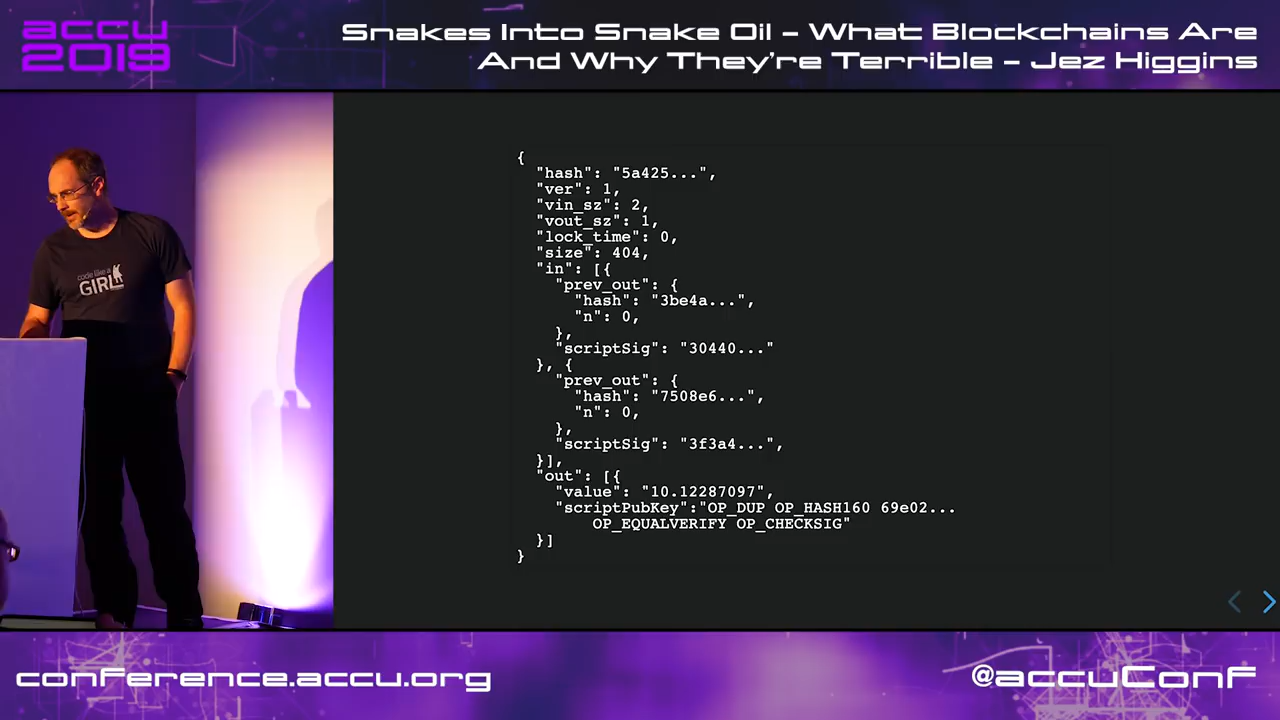 accu
2019
Snakes Into Snake Oil – What Blockchains Are
And Why They're Terrible – Jez Higgins
code like a
GIRL
{
"hash": "5a425...",
"ver": 1,
"vin_sz": 2,
"vout_sz": 1,
"lock_time": 0,
"size": 404,
"in": [{
"prev_out": {
"hash": "3be4a...",
"n": 0,
},
"scriptSig": "30440..."
}, {
"prev_out": {
"hash": "7508e6...",
"n": 0,
},
"scriptSig": "3f3a4...",
}],
"out": [{
"value": "10.12287097",
"scriptPubKey":"OP_DUP OP_HASH160 69e02...
OP_EQUALVERIFY OP_CHECKSIG"
}]
}
conference.accu.org
@accuConf